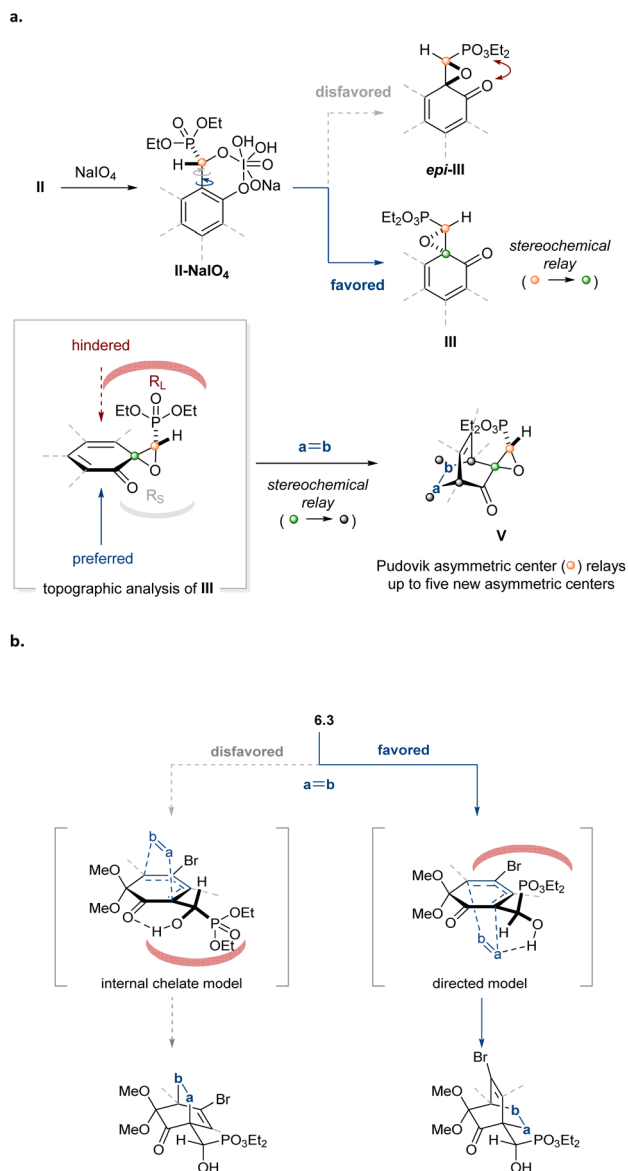 a.
H
PO3Et2
O
O
disfavored
epi-III
OEt
O
EtO
P
H
O
OH
OH
I
O
ONa
O
II
NaIO4
II-NaIO4
Et2O3P
H
O
O
stereochemical
relay
( → )
favored
III
hindered
RL
O
EtO
OEt
P
H
O
O
RS
preferred
topographic analysis of III
a=b
stereochemical
relay
( → )
Et2O3P
H
b
a
O
O
V
Pudovik asymmetric center ( ) relays
up to five new asymmetric centers
b.
6.3
disfavored
favored
a=b
b
a
Br
MeO
MeO
H
O
H
O
P
OEt
O
OEt
internal chelate model
Br
PO3Et2
MeO
MeO
O
H
O
H
b
a
directed model
b
a
MeO
Br
MeO
O
H
PO3Et2
OH
Br
MeO
MeO
b
a
O
H
PO3Et2
OH